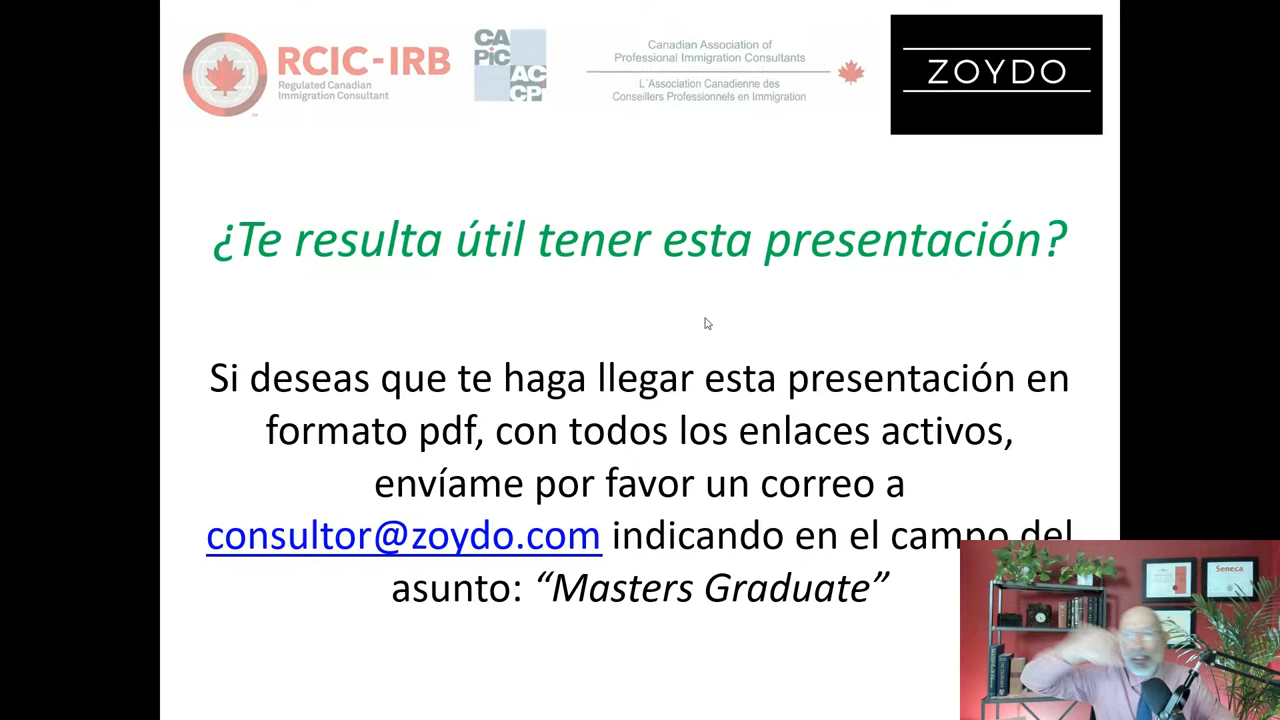 RCIC-IRB
Regulated Canadian
Immigration Consultant
CA
PiC
AC
CP
Canadian Association of
Professional Immigration Consultants
L'Association Canadienne des
Conseillers Professionnels en Immigration
ZOYDO
¿Te resulta útil tener esta presentación?
Si deseas que te haga llegar esta presentación en
formato pdf, con todos los enlaces activos,
envíame por favor un correo a
consultor@zoydo.com indicando en el campo del
asunto: “Masters Graduate”
Seneca